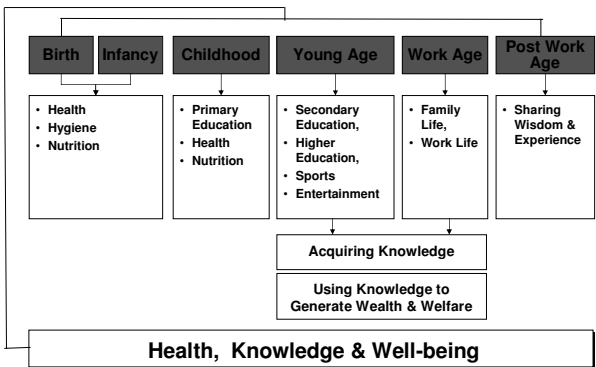 Birth
Infancy
Childhood
Young Age
Work Age
Post Work
Age
• Health
• Hygiene
• Nutrition
• Primary
Education
• Health
• Nutrition
• Secondary
Education,
• Higher
Education,
• Sports
• Entertainment
• Family
Life,
• Work Life
• Sharing
Wisdom &
Experience
Acquiring Knowledge
Using Knowledge to
Generate Wealth & Welfare
Health, Knowledge & Well-being